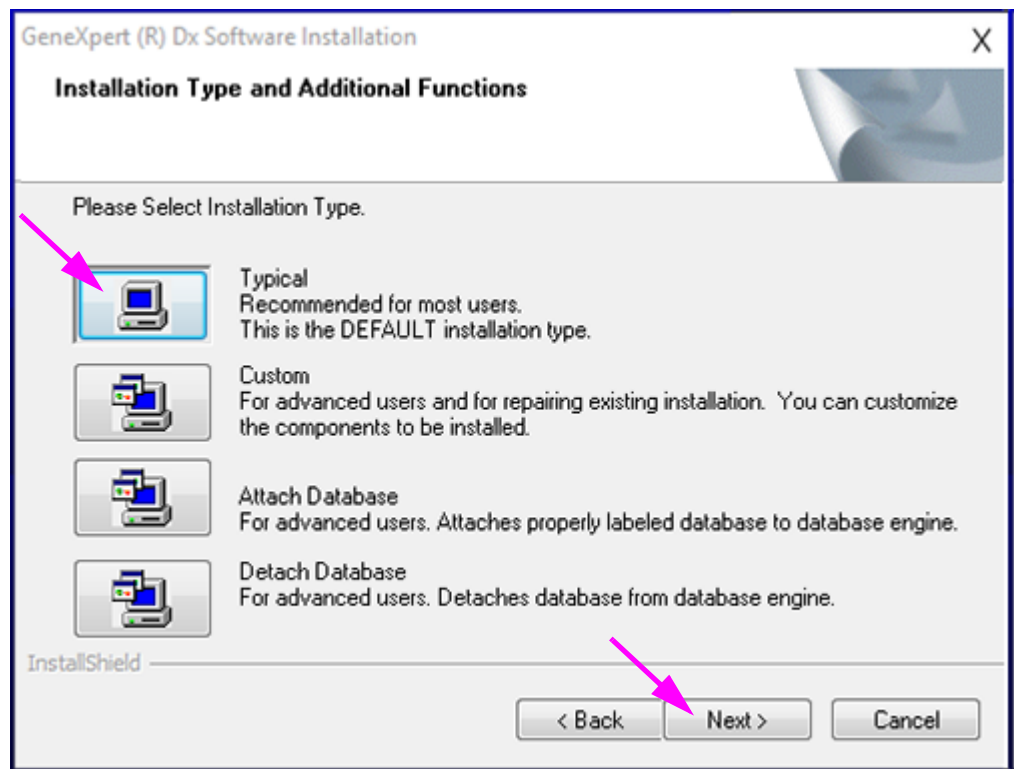 GeneXpert (R) Dx Software Installation
X
Installation Type and Additional Functions
Please Select Installation Type.
Typical
Recommended for most users.
This is the DEFAULT installation type.
Custom
For advanced users and for repairing existing installation. You can customize
the components to be installed.
Attach Database
For advanced users. Attaches properly labeled database to database engine.
Detach Database
For advanced users. Detaches database from database engine.
InstallShield
< Back Next > Cancel